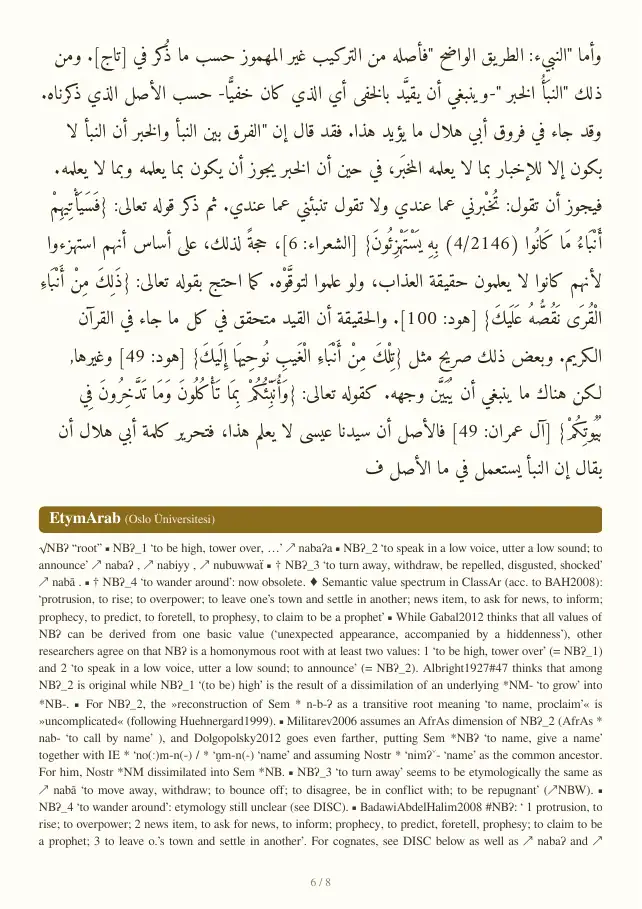 وأما "النبيء: الطريق الواضح "فأصله من التركيب غير المهموز حسب ما ذُكر في [تاج]. ومن
ذلك "النبَأُ الخبر "-وينبغي أن يقيَّد بالخفى أي الذي كان خفيًّا- حسب الأصل الذي ذكرناه.
وقد جاء في فروق أبي هلال ما يؤيد هذا. فقد قال إن "الفرق بين النبأ والخبر أن النبأ لا
يكون إلا للإخبار بما لا يعلمه المخبَر، في حين أن الخبر يجوز أن يكون بما يعلمه وبما لا يعلمه.
فيجوز أن تقول: تُخْبرني عما عندي ولا تقول تنبئني عما عندي. ثم ذكر قوله تعالى: {فَسَيَأْتِيهِمْ
أَنْبَاءُ مَا كَانُوا (4/2146) بِهِ يَسْتَهْزِئُونَ} [الشعراء: 6]، حجةً لذلك، على أساس أنهم استهزءوا
لأنهم كانوا لا يعلمون حقيقة العذاب، ولو علموا لتوقَّوْه. كما احتج بقوله تعالى: {ذَلِكَ مِنْ أَنْبَاءِ
الْقُرَى نَقُصُّهُ عَلَيكَ} [هود: 100]. والحقيقة أن القيد متحقق في كل ما جاء في القرآن
الكريم. وبعض ذلك صريح مثل {تِلْكَ مِنْ أَنْبَاءِ الْغَيبِ نُوحِيهَا إِلَيكَ} [هود: 49] وغيرها,
لكن هناك ما ينبغي أن يُبَيَّن وجهه. كقوله تعالى: {وَأُنَبِّئُكُمْ بِمَا تَأْكُلُونَ وَمَا تَدَّخِرُونَ فِي
بُيُوتِكُمْ} [آل عمران: 49] فالأصل أن سيدنا عيسى لا يعلم هذا، فتحرير كلمة أبي هلال أن
يقال إن النبأ يستعمل في ما الأصل ف
EtymArab (Oslo Üniversitesi)
√NBʔ “root” ▪ NBʔ_1 ‘to be high, tower over, …’ ↗ nabaʔa ▪ NBʔ_2 ‘to speak in a low voice, utter a low sound; to
announce’ ↗ nabaʔ , ↗ nabiyy , ↗ nubuwwaẗ ▪ † NBʔ_3 ‘to turn away, withdraw, be repelled, disgusted, shocked’
↗ nabā . ▪ † NBʔ_4 ‘to wander around’: now obsolete. ♦ Semantic value spectrum in ClassAr (acc. to BAH2008):
‘protrusion, to rise; to overpower; to leave one’s town and settle in another; news item, to ask for news, to inform;
prophecy, to predict, to foretell, to prophesy, to claim to be a prophet’ ▪ While Gabal2012 thinks that all values of
NBʔ can be derived from one basic value (‘unexpected appearance, accompanied by a hiddenness’), other
researchers agree on that NBʔ is a homonymous root with at least two values: 1 ‘to be high, tower over’ (= NBʔ_1)
and 2 ‘to speak in a low voice, utter a low sound; to announce’ (= NBʔ_2). Albright1927#47 thinks that among
NBʔ_2 is original while NBʔ_1 ‘(to be) high’ is the result of a dissimilation of an underlying *NM- ‘to grow’ into
*NB-. ▪ For NBʔ_2, the »reconstruction of Sem * n-b-ʔ as a transitive root meaning ‘to name, proclaim’« is
»uncomplicated« (following Huehnergard1999). ▪ Militarev2006 assumes an AfrAs dimension of NBʔ_2 (AfrAs *
nab- ‘to call by name’ ), and Dolgopolsky2012 goes even farther, putting Sem *NBʔ ‘to name, give a name’
together with IE * ‘no(ː)m-n(-) / * ‘n̥m-n(-) ‘name’ and assuming Nostr * ‘nimʔˇ- ‘name’ as the common ancestor.
For him, Nostr *NM dissimilated into Sem *NB. ▪ NBʔ_3 ‘to turn away’ seems to be etymologically the same as
↗ nabā ‘to move away, withdraw; to bounce off; to disagree, be in conflict with; to be repugnant’ (↗NBW). ▪
NBʔ_4 ‘to wander around’: etymology still unclear (see DISC). ▪ BadawiAbdelHalim2008 #NBʔ: ‘ 1 protrusion, to
rise; to overpower; 2 news item, to ask for news, to inform; prophecy, to predict, foretell, prophesy; to claim to be
a prophet; 3 to leave o.’s town and settle in another’. For cognates, see DISC below as well as ↗ nabaʔ and ↗
6 / 8